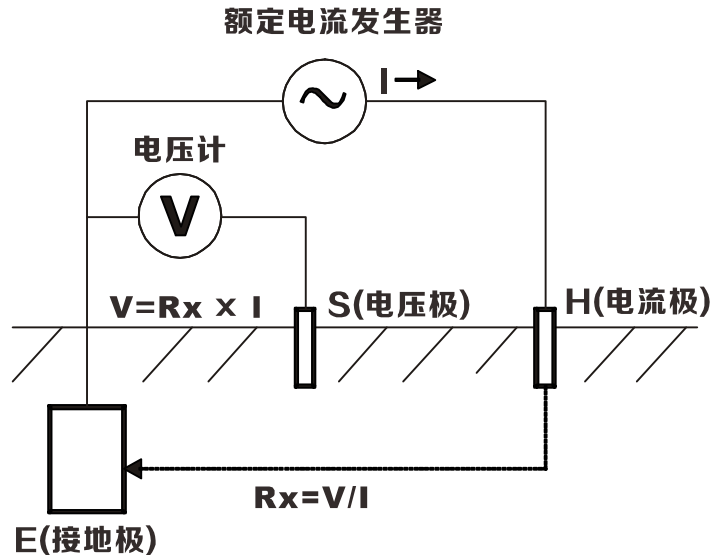 额定电流发生器
I
电压计
V
V=Rx × I
S(电压极)
H(电流极)
Rx=V/I
E(接地极)